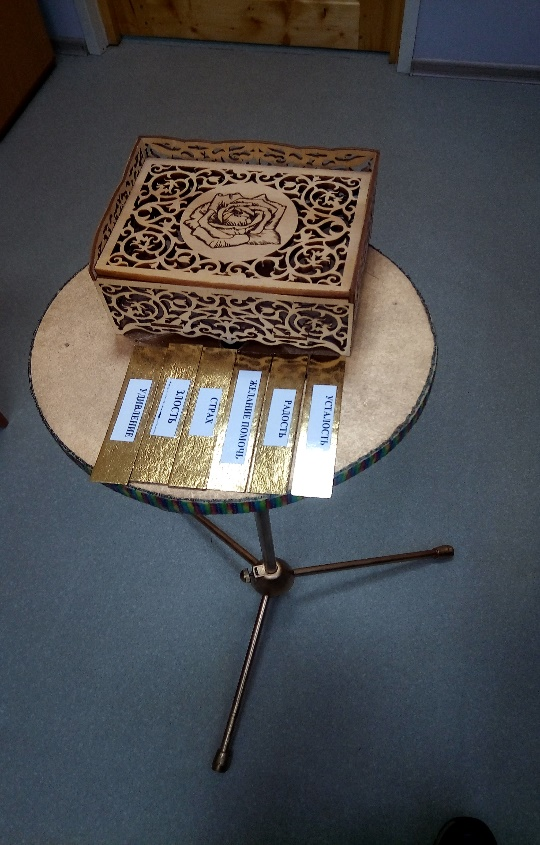 УДИВЛЕНИЕ
ЗЛОСТЬ
СТРАХ
ЖЕЛАНИЕ ПОМОЧЬ
РАДОСТЬ
УСТАЛОСТЬ